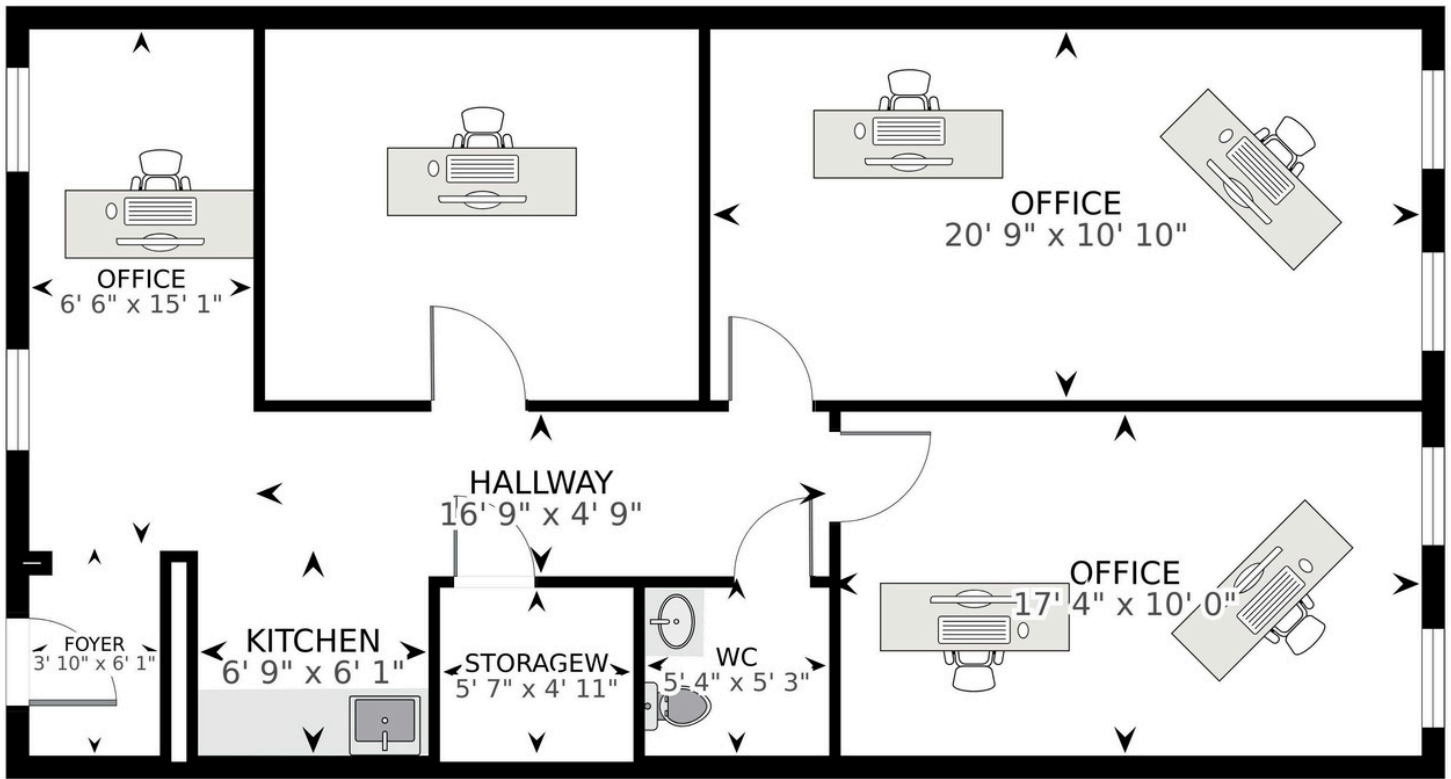 OFFICE
20' 9" x 10' 10"
OFFICE
6' 6" x 15' 1"
HALLWAY
16' 9" x 4' 9"
OFFICE
17' 4" x 10' 0"
FOYER
3' 10" x 6' 1"
KITCHEN
6' 9" x 6' 1"
STORAGEW
5' 7" x 4' 11"
WC
5' 4" x 5' 3"